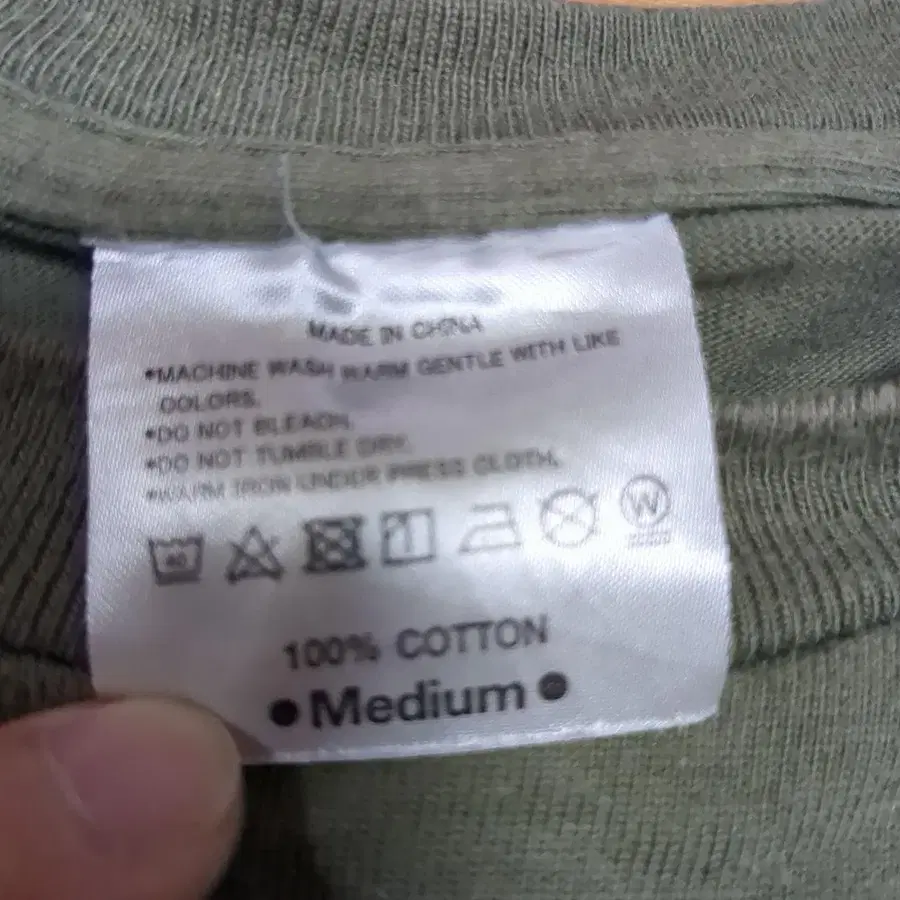 MADE IN CHINA
•MACHINE WASH WARM GENTLE WITH LIKE
COLORS.
•DO NOT BLEACH.
•DO NOT TUMBLE DRY.
•WARM IRON UNDER PRESS CLOTH.
40
W
100% COTTON
•Medium•